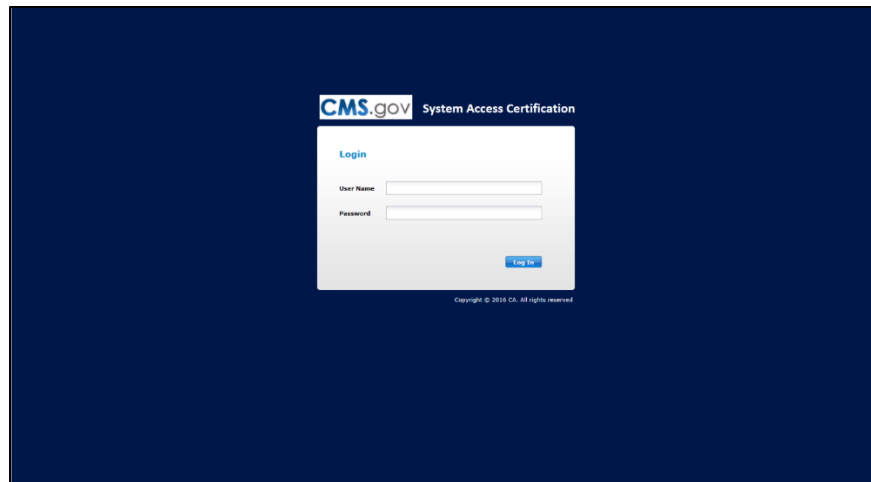 CMS.gov System Access Certification
Login
User Name
Password
Log In
Copyright © 2016 CA. All rights reserved